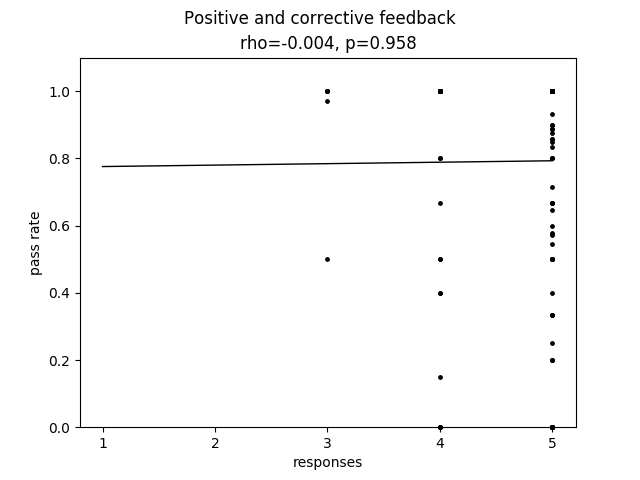 Positive and corrective feedback
rho=-0.004, p=0.958
1.0
0.8
0.6
0.4
0.2
0.0
pass rate
1 2 3 4 5
responses